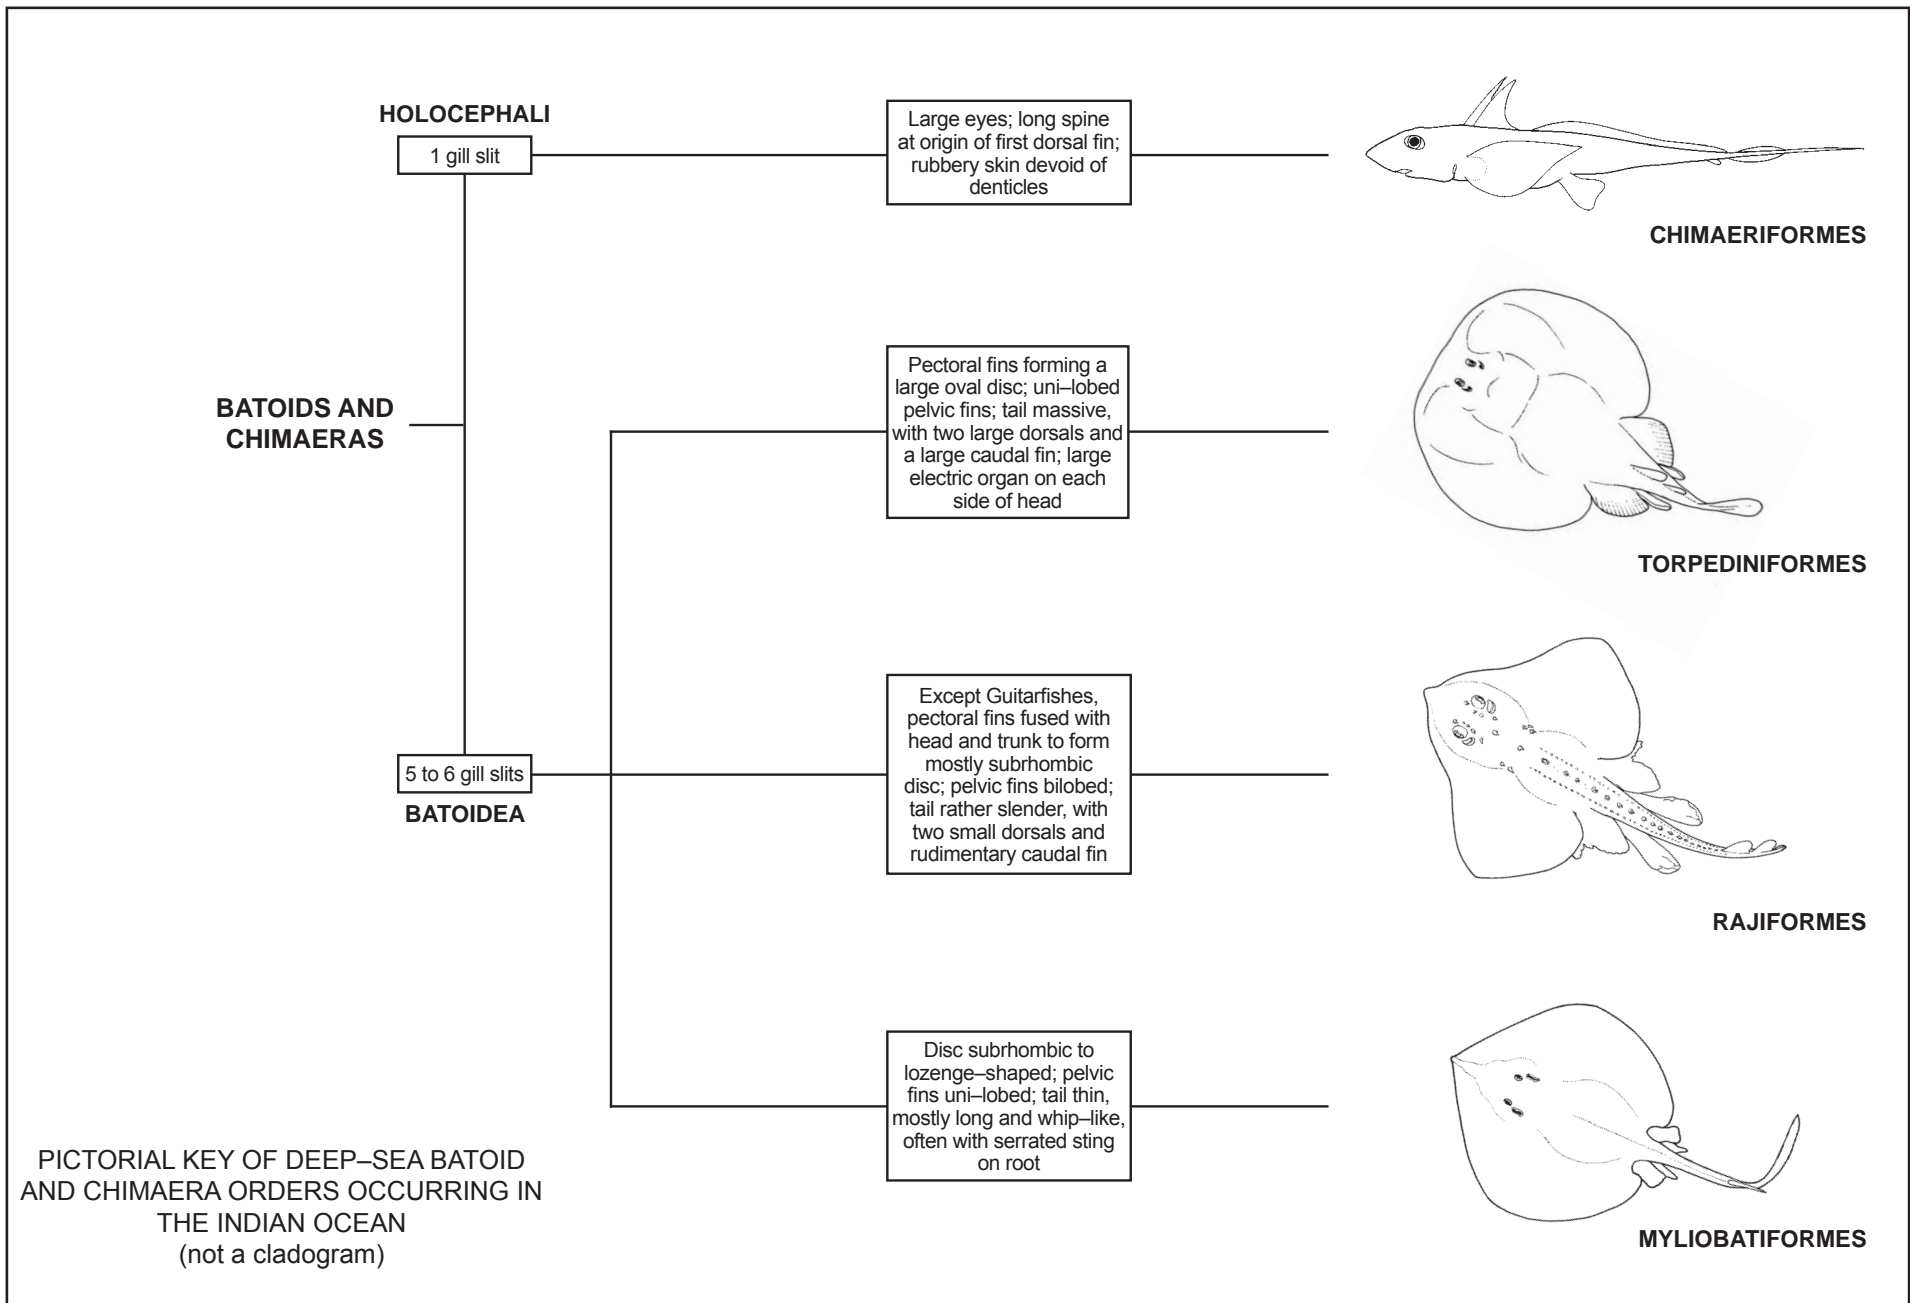 HOLOCEPHALI
1 gill slit
Large eyes; long spine
at origin of first dorsal fin;
rubbery skin devoid of
denticles
CHIMAERIFORMES
BATOIDS AND
CHIMAERAS
Pectoral fins forming a
large oval disc; uni–lobed
pelvic fins; tail massive,
with two large dorsals and
a large caudal fin; large
electric organ on each
side of head
TORPEDINIFORMES
5 to 6 gill slits
BATOIDEA
Except Guitarfishes,
pectoral fins fused with
head and trunk to form
mostly subrhombic
disc; pelvic fins bilobed;
tail rather slender, with
two small dorsals and
rudimentary caudal fin
RAJIFORMES
Disc subrhombic to
lozenge–shaped; pelvic
fins uni–lobed; tail thin,
mostly long and whip–like,
often with serrated sting
on root
MYLIOBATIFORMES
PICTORIAL KEY OF DEEP–SEA BATOID
AND CHIMAERA ORDERS OCCURRING IN
THE INDIAN OCEAN
(not a cladogram)